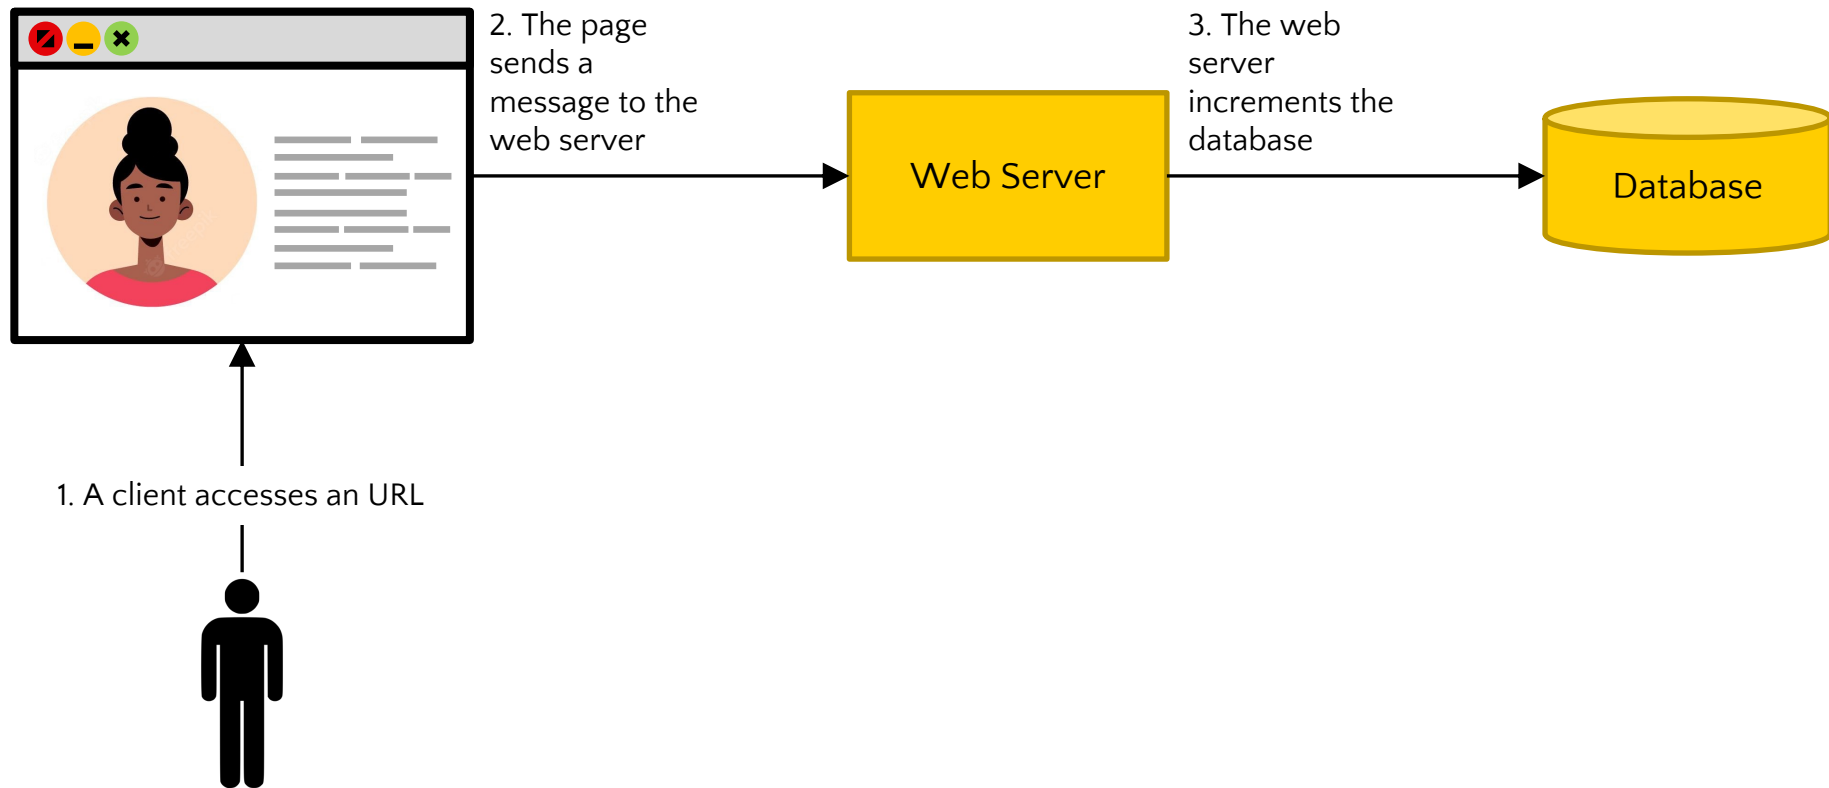 2. The page
sends a
message to the
web server
3. The web
server
increments the
database
Web Server
Database
1. A client accesses an URL